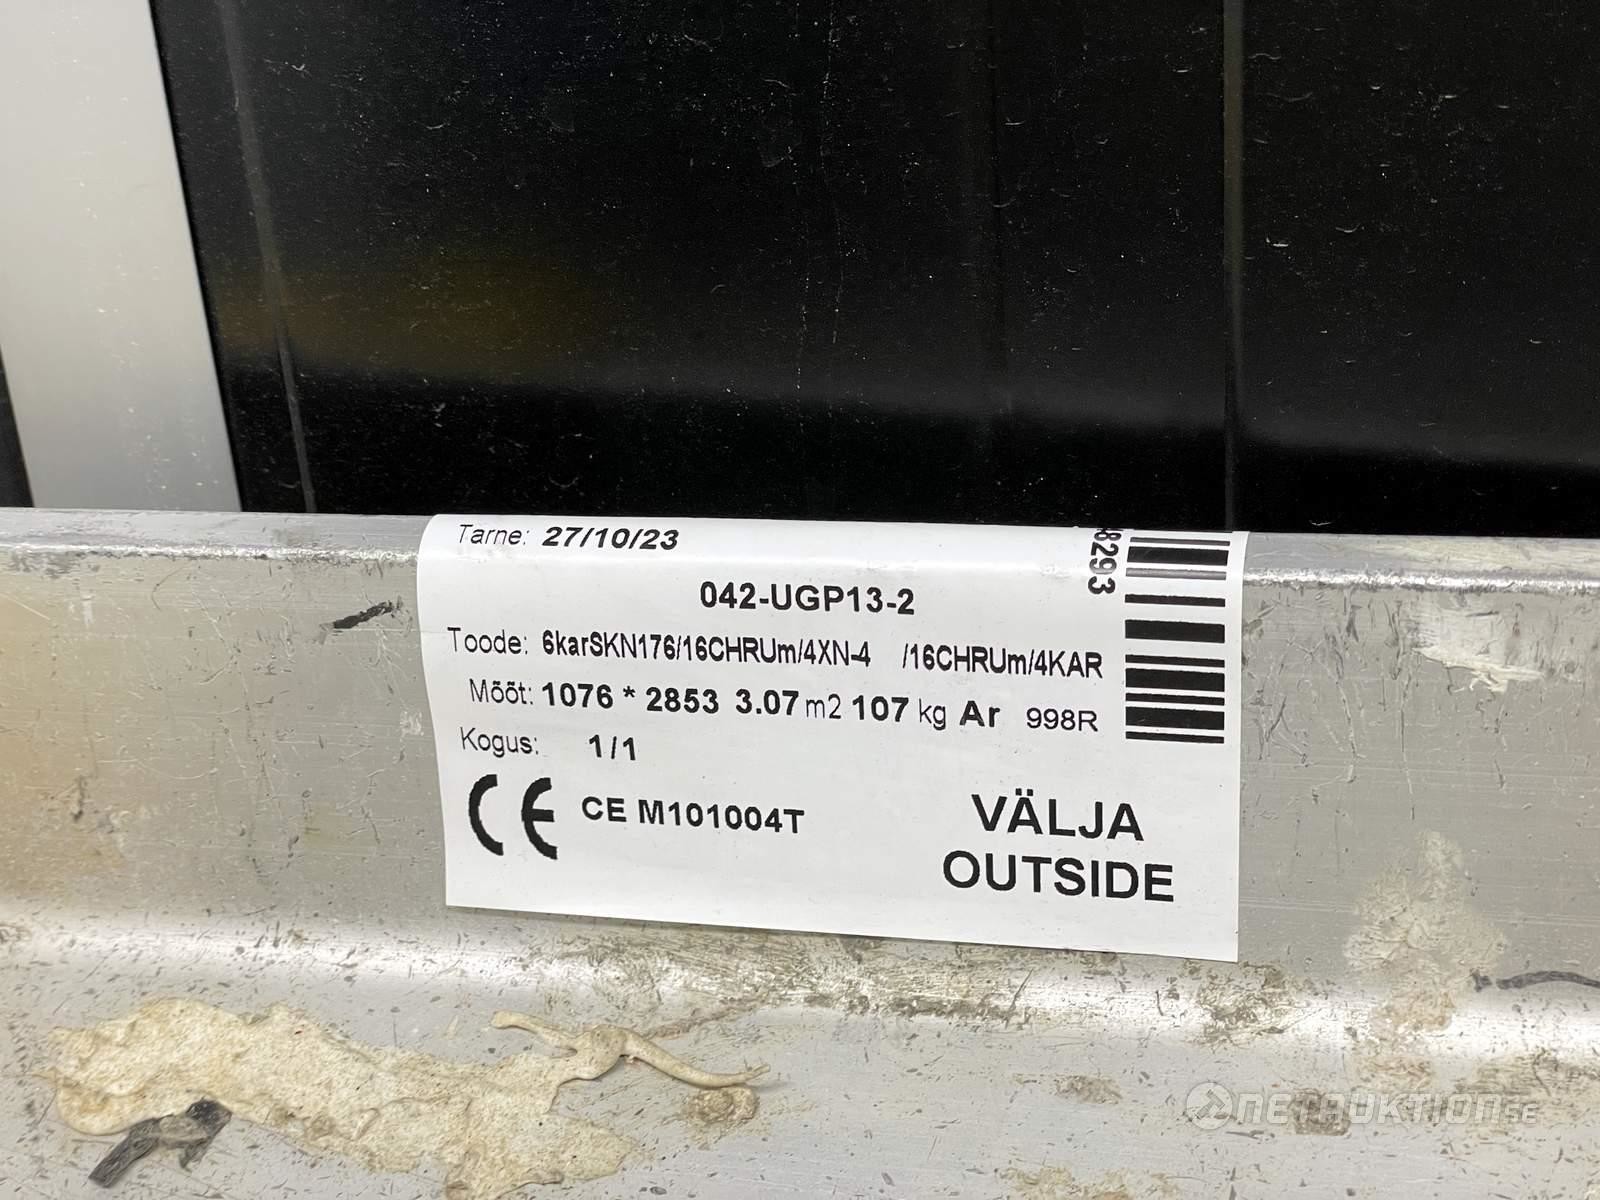 Tarne: 27/10/23
042-UGP13-2
Toode: 6karSKN176/16CHRUm/4XN-4 /16CHRUm/4KAR
Mõõt: 1076 * 2853 3.07 m2 107 kg Ar 998R
Kogus: 1/1
CE CE M101004T
VÄLJA
OUTSIDE
8293
NETAUKTION.SE